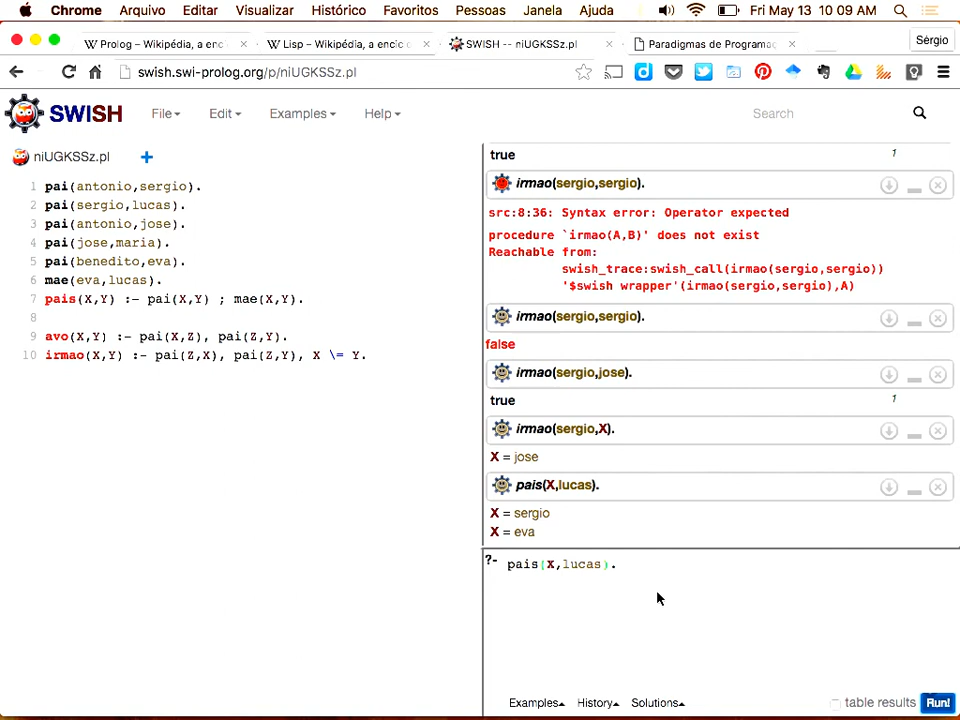 Chrome Arquivo Editar Visualizar Histórico Favoritos Pessoas Janela Ajuda Fri May 13 10 09 AM
Prolog – Wikipédia, a enci
Lisp – Wikipédia, a encic
SWISH -- niUGKSSz.pl
Paradigmas de Programaç
Sérgio
swish.swi-prolog.org/p/niUGKSSz.pl
SWISH File Edit Examples Help Search
niUGKSSz.pl
1 pai(antonio,sergio).
2 pai(sergio,lucas).
3 pai(antonio,jose).
4 pai(jose,maria).
5 pai(benedito,eva).
6 mae(eva,lucas).
7 pais(X,Y) :- pai(X,Y) ; mae(X,Y).
8
9 avo(X,Y) :- pai(X,Z), pai(Z,Y).
10 irmao(X,Y) :- pai(Z,X), pai(Z,Y), X \= Y.
true 1
irmao(sergio,sergio).
src:8:36: Syntax error: Operator expected
procedure `irmao(A,B)' does not exist
Reachable from:
swish_trace:swish_call(irmao(sergio,sergio))
'$swish wrapper'(irmao(sergio,sergio),A)
irmao(sergio,sergio).
false
irmao(sergio,jose).
true 1
irmao(sergio,X).
X = jose
pais(X,lucas).
X = sergio
X = eva
?- pais(X,lucas).
Examples History Solutions table results Run!